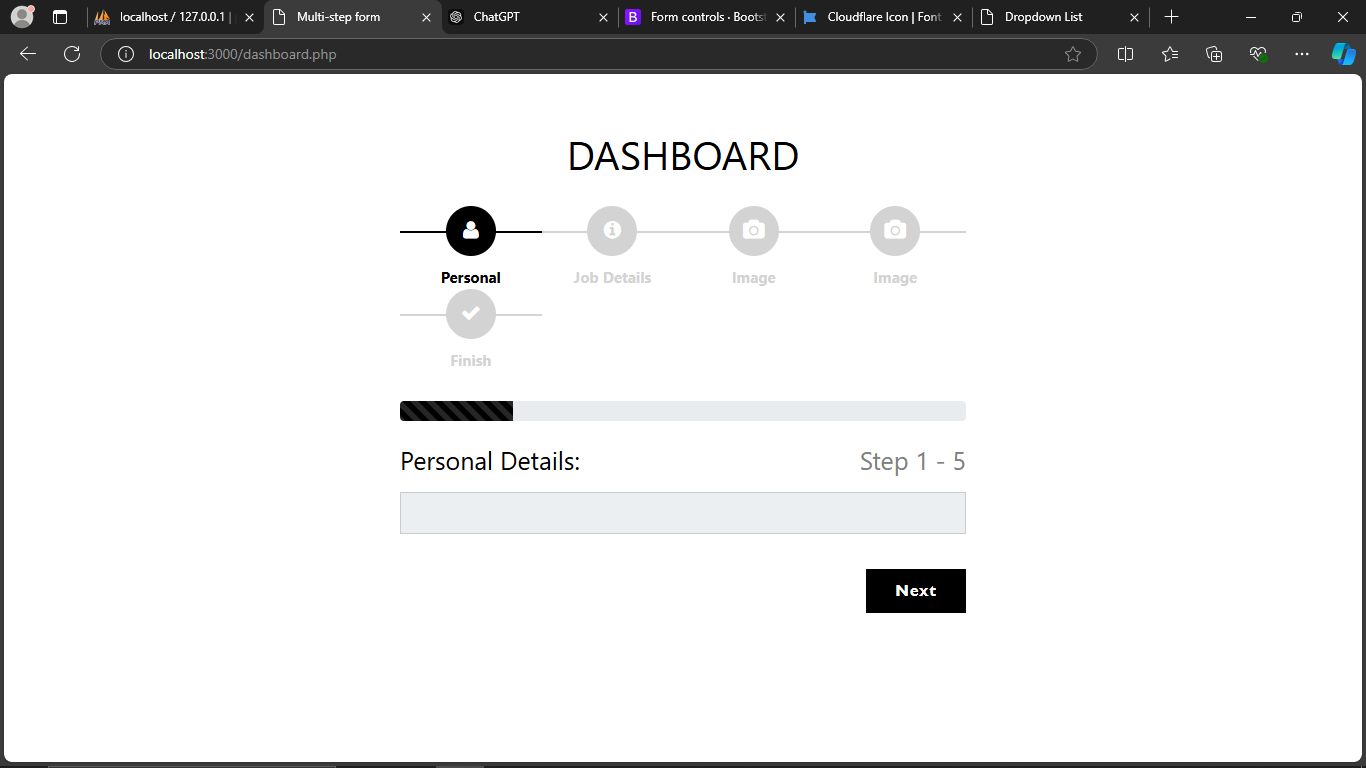 localhost / 127.0.0.1 |
Multi-step form
ChatGPT
B
Form controls · Boots
Cloudflare Icon | Font
Dropdown List
localhost:3000/dashboard.php
DASHBOARD
Personal
Job Details
Image
Image
Finish
Personal Details:
Step 1 - 5
Next